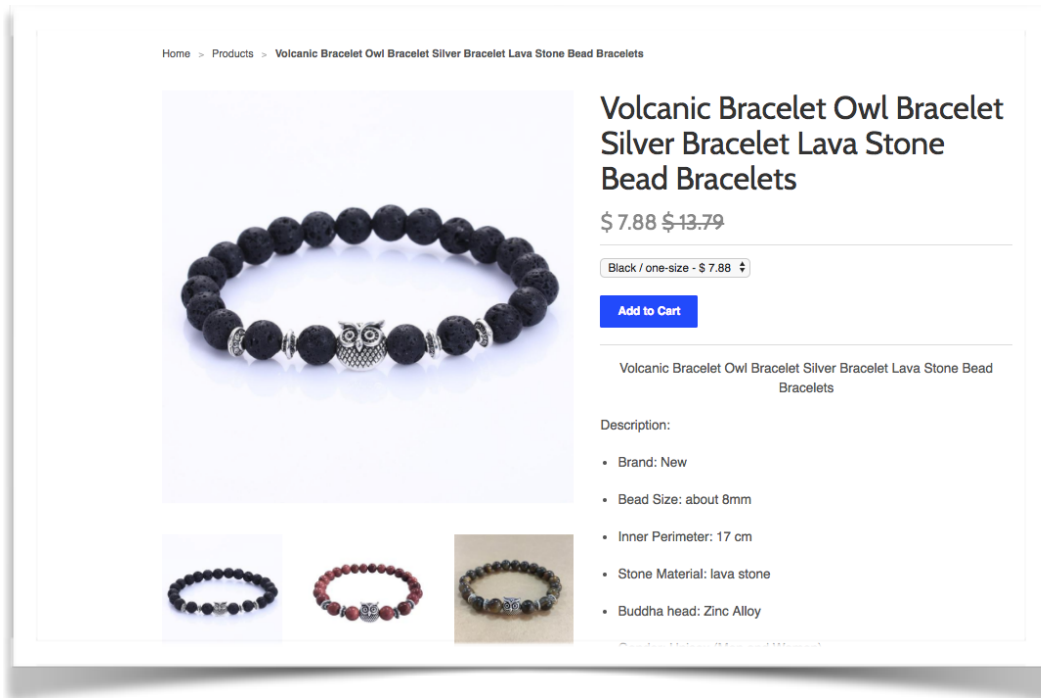 Home > Products > Volcanic Bracelet Owl Bracelet Silver Bracelet Lava Stone Bead Bracelets
Volcanic Bracelet Owl Bracelet
Silver Bracelet Lava Stone
Bead Bracelets
$ 7.88 $ 13.79
Black / one-size - $ 7.88
Add to Cart
Volcanic Bracelet Owl Bracelet Silver Bracelet Lava Stone Bead
Bracelets
Description:
• Brand: New
• Bead Size: about 8mm
• Inner Perimeter: 17 cm
• Stone Material: lava stone
• Buddha head: Zinc Alloy